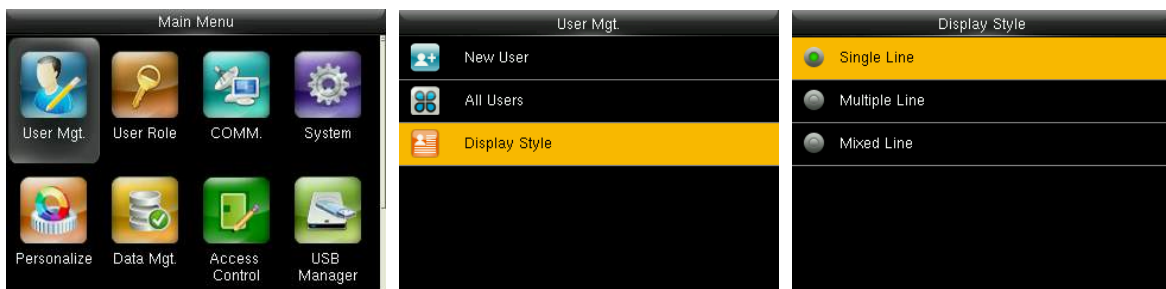 Main Menu
User Mgt.
User Role
COMM.
System
Personalize
Data Mgt.
Access
Control
USB
Manager
User Mgt.
New User
All Users
Display Style
Display Style
Single Line
Multiple Line
Mixed Line